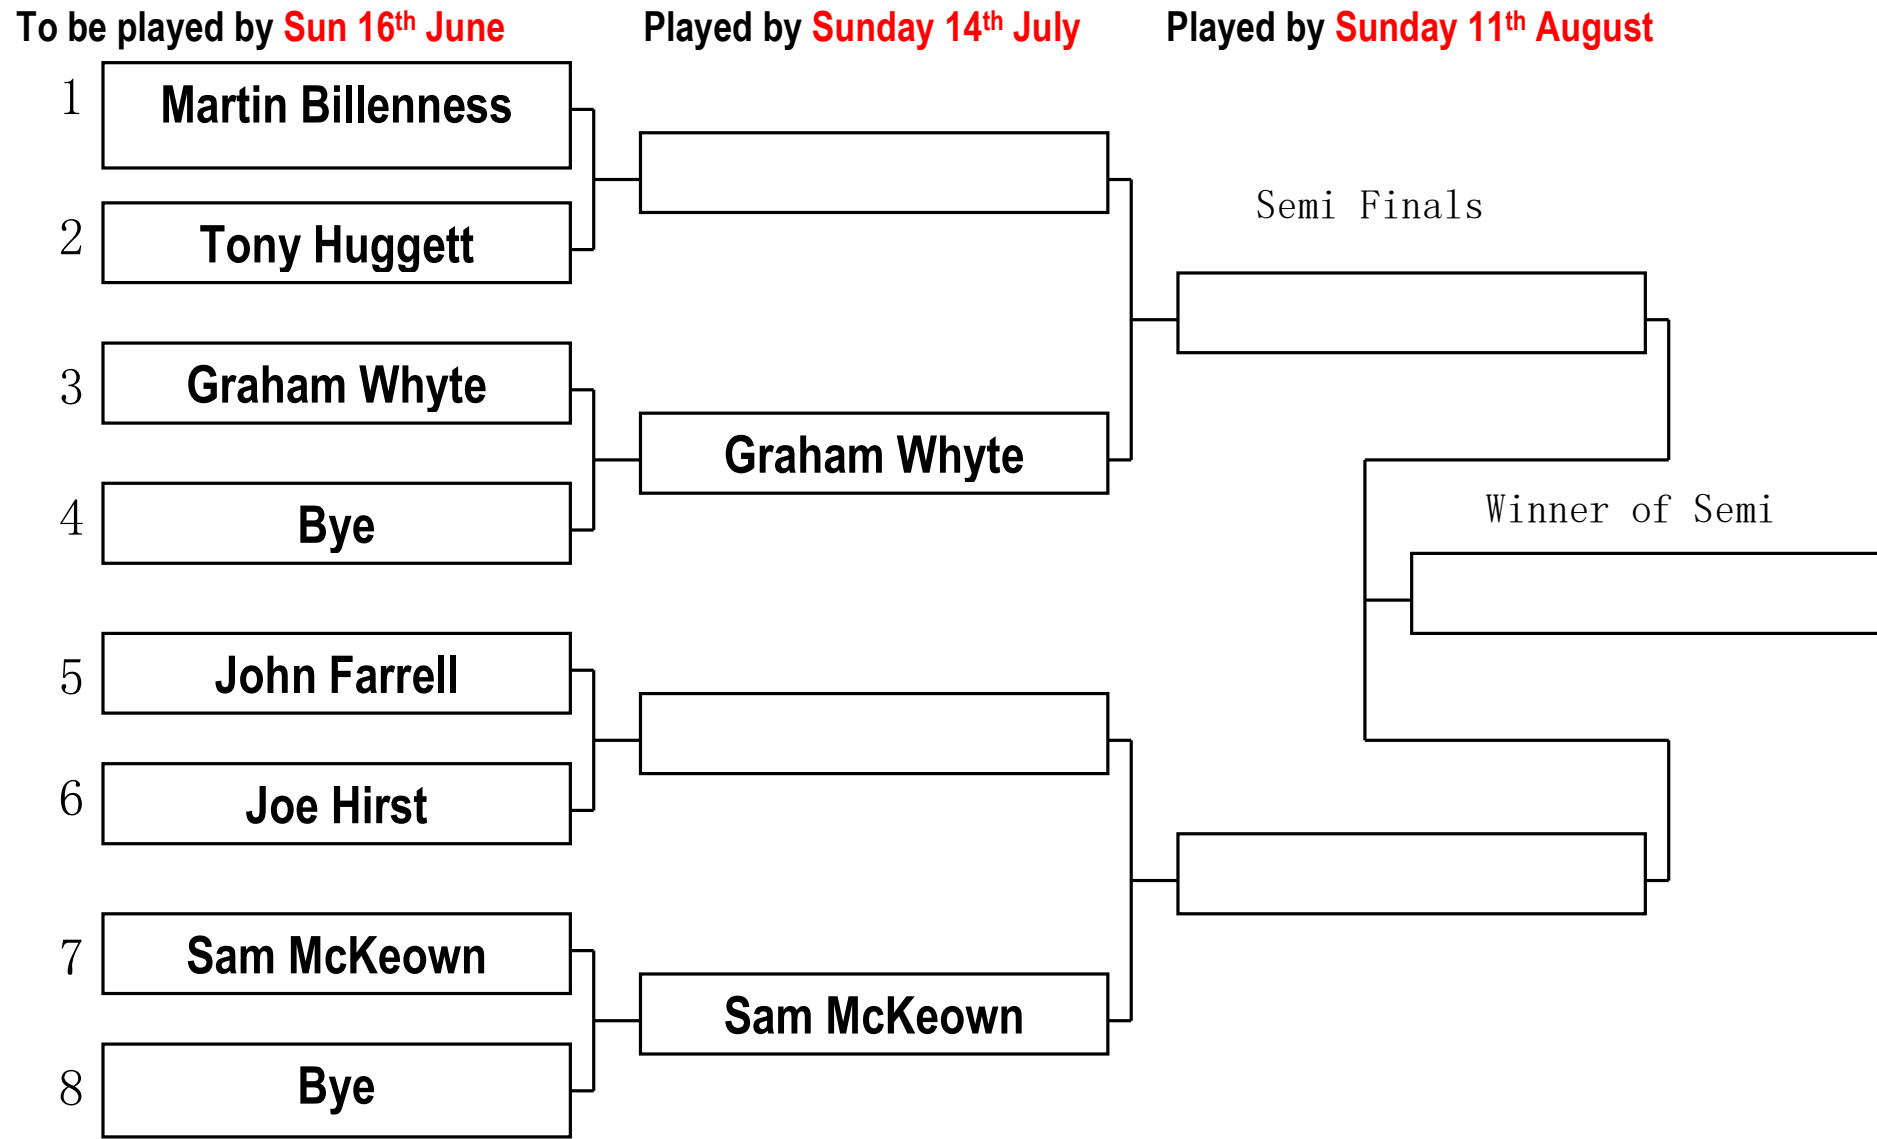 To be played by Sun 16th June
Played by Sunday 14th July
Played by Sunday 11th August
1
Martin Billenness
2
Tony Huggett
Semi Finals
3
Graham Whyte
Graham Whyte
4
Bye
Winner of Semi
5
John Farrell
6
Joe Hirst
7
Sam McKeown
Sam McKeown
8
Bye